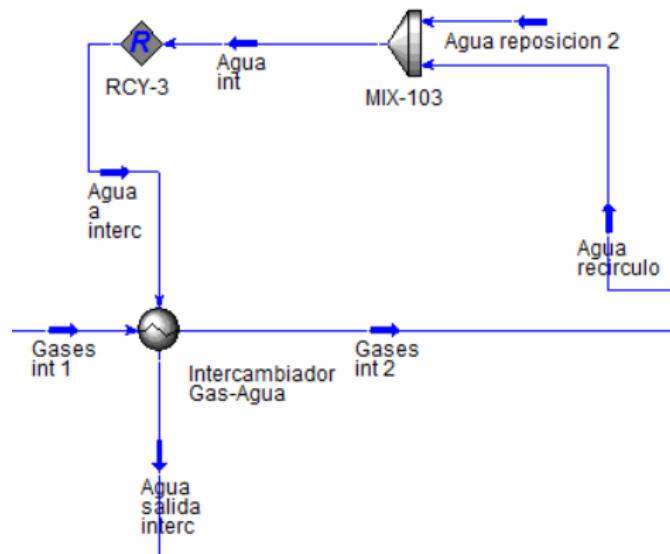 R
RCY-3
Agua
int
MIX-103
Agua reposicion 2
Agua
a
interc
Agua
recirculo
Gases
int 1
Intercambiador
Gas-Agua
Gases
int 2
Agua
salida
interc